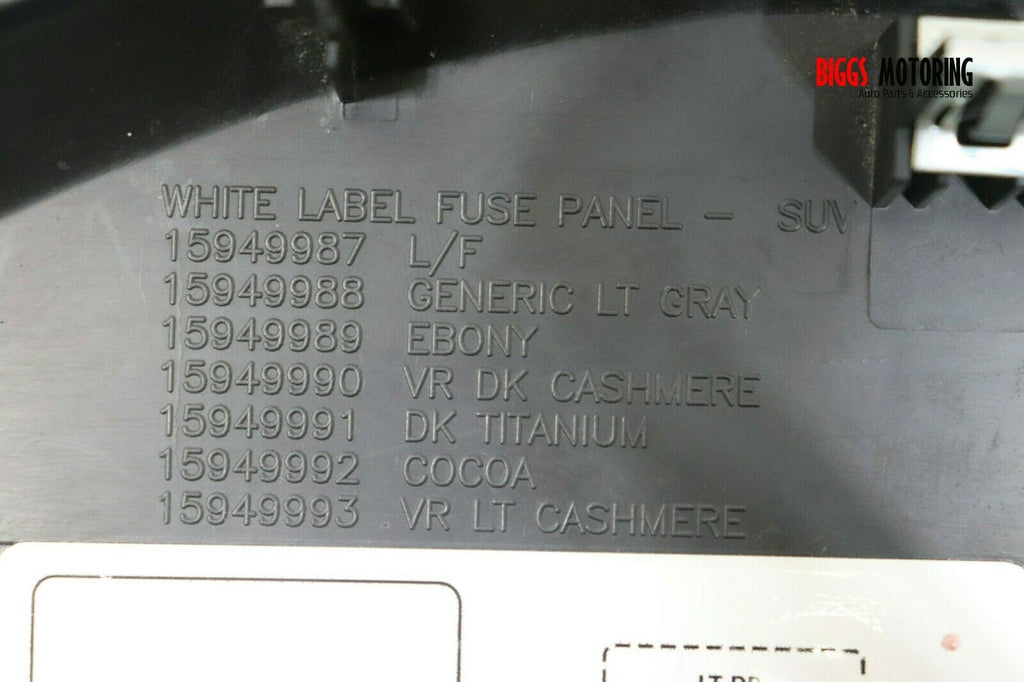 BIGGS MOTORING
Auto Parts & Accessories
WHITE LABEL FUSE PANEL - SUV
15949987 L/F
15949988 GENERIC LT GRAY
15949989 EBONY
15949990 VR DK CASHMERE
15949991 DK TITANIUM
15949992 COCOA
15949993 VR LT CASHMERE